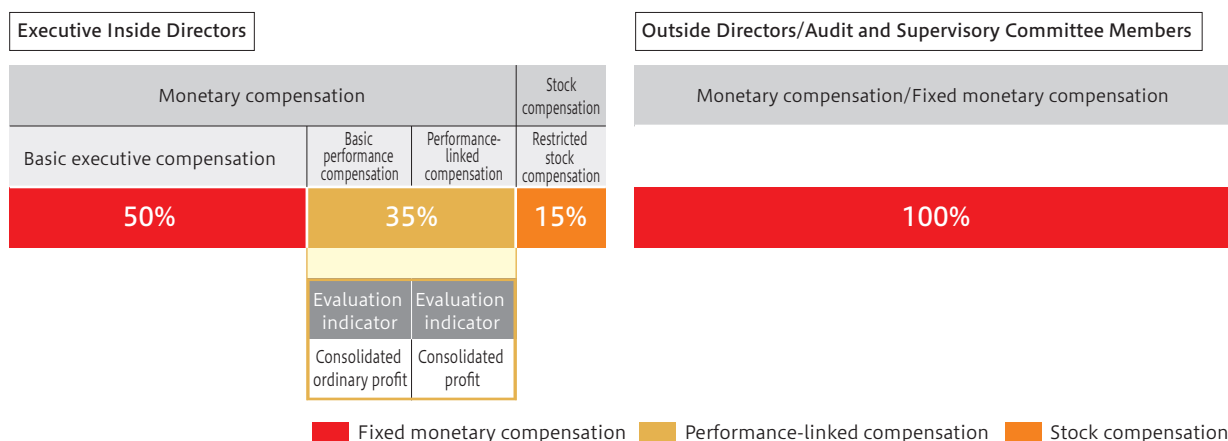 Executive Inside Directors
Monetary compensation
Stock
compensation
Basic executive compensation
Basic
performance
compensation
Performance-
linked
compensation
Restricted
stock
compensation
50%
35%
15%
Evaluation
indicator
Evaluation
indicator
Consolidated
ordinary profit
Consolidated
profit
Outside Directors/Audit and Supervisory Committee Members
Monetary compensation/Fixed monetary compensation
100%
Fixed monetary compensation
Performance-linked compensation
Stock compensation